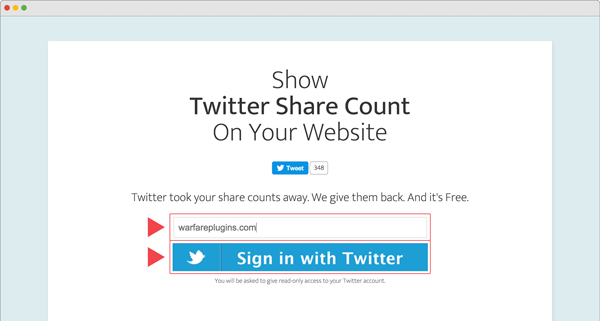 Show
Twitter Share Count
On Your Website
Tweet 348
Twitter took your share counts away. We give them back. And it's Free.
warfareplugins.com
Sign in with Twitter
You will be asked to give read-only access to your Twitter account.